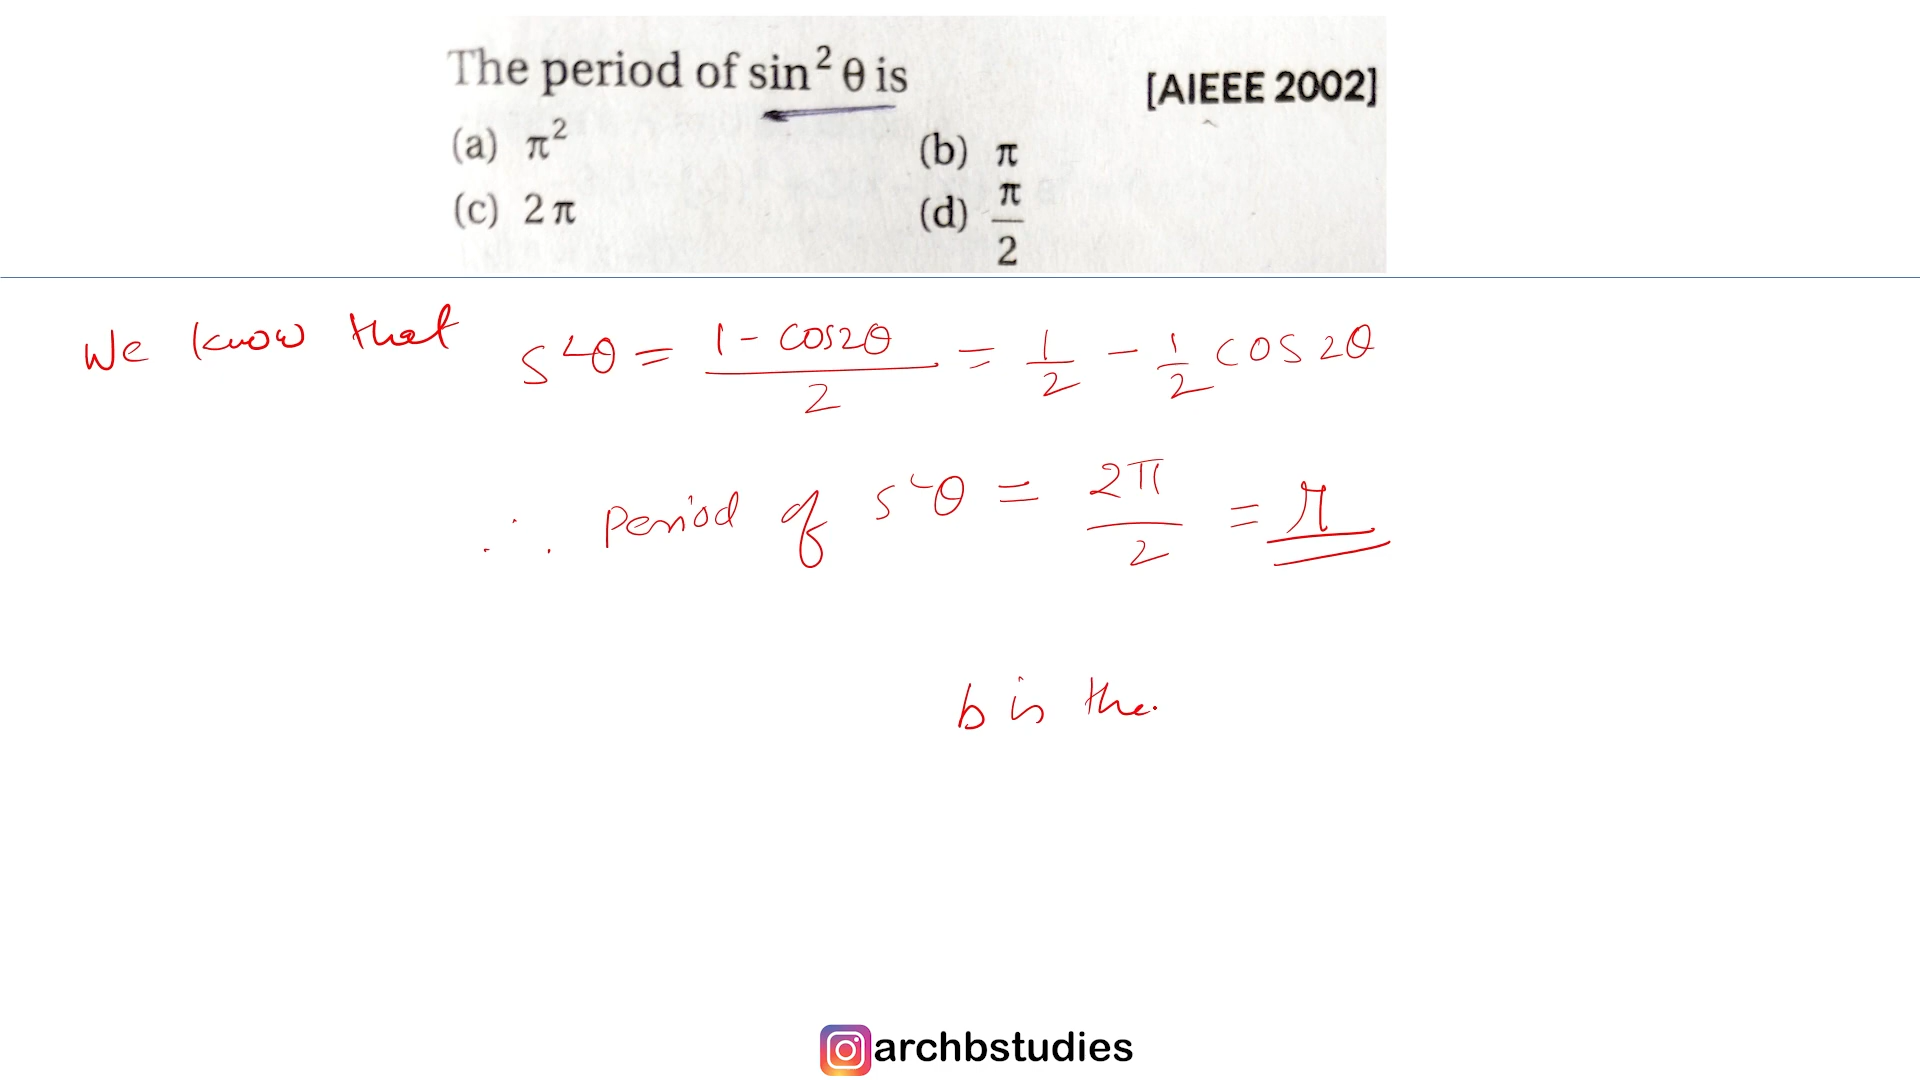 The period of sin² θ is [AIEEE 2002]
(a) π² (b) π
(c) 2π (d) π/2
We know that s²θ = (1 - cos2θ)/2 = 1/2 - 1/2 cos 2θ
∴ Period of s²θ = 2π/2 = π
b is the.
archbstudies